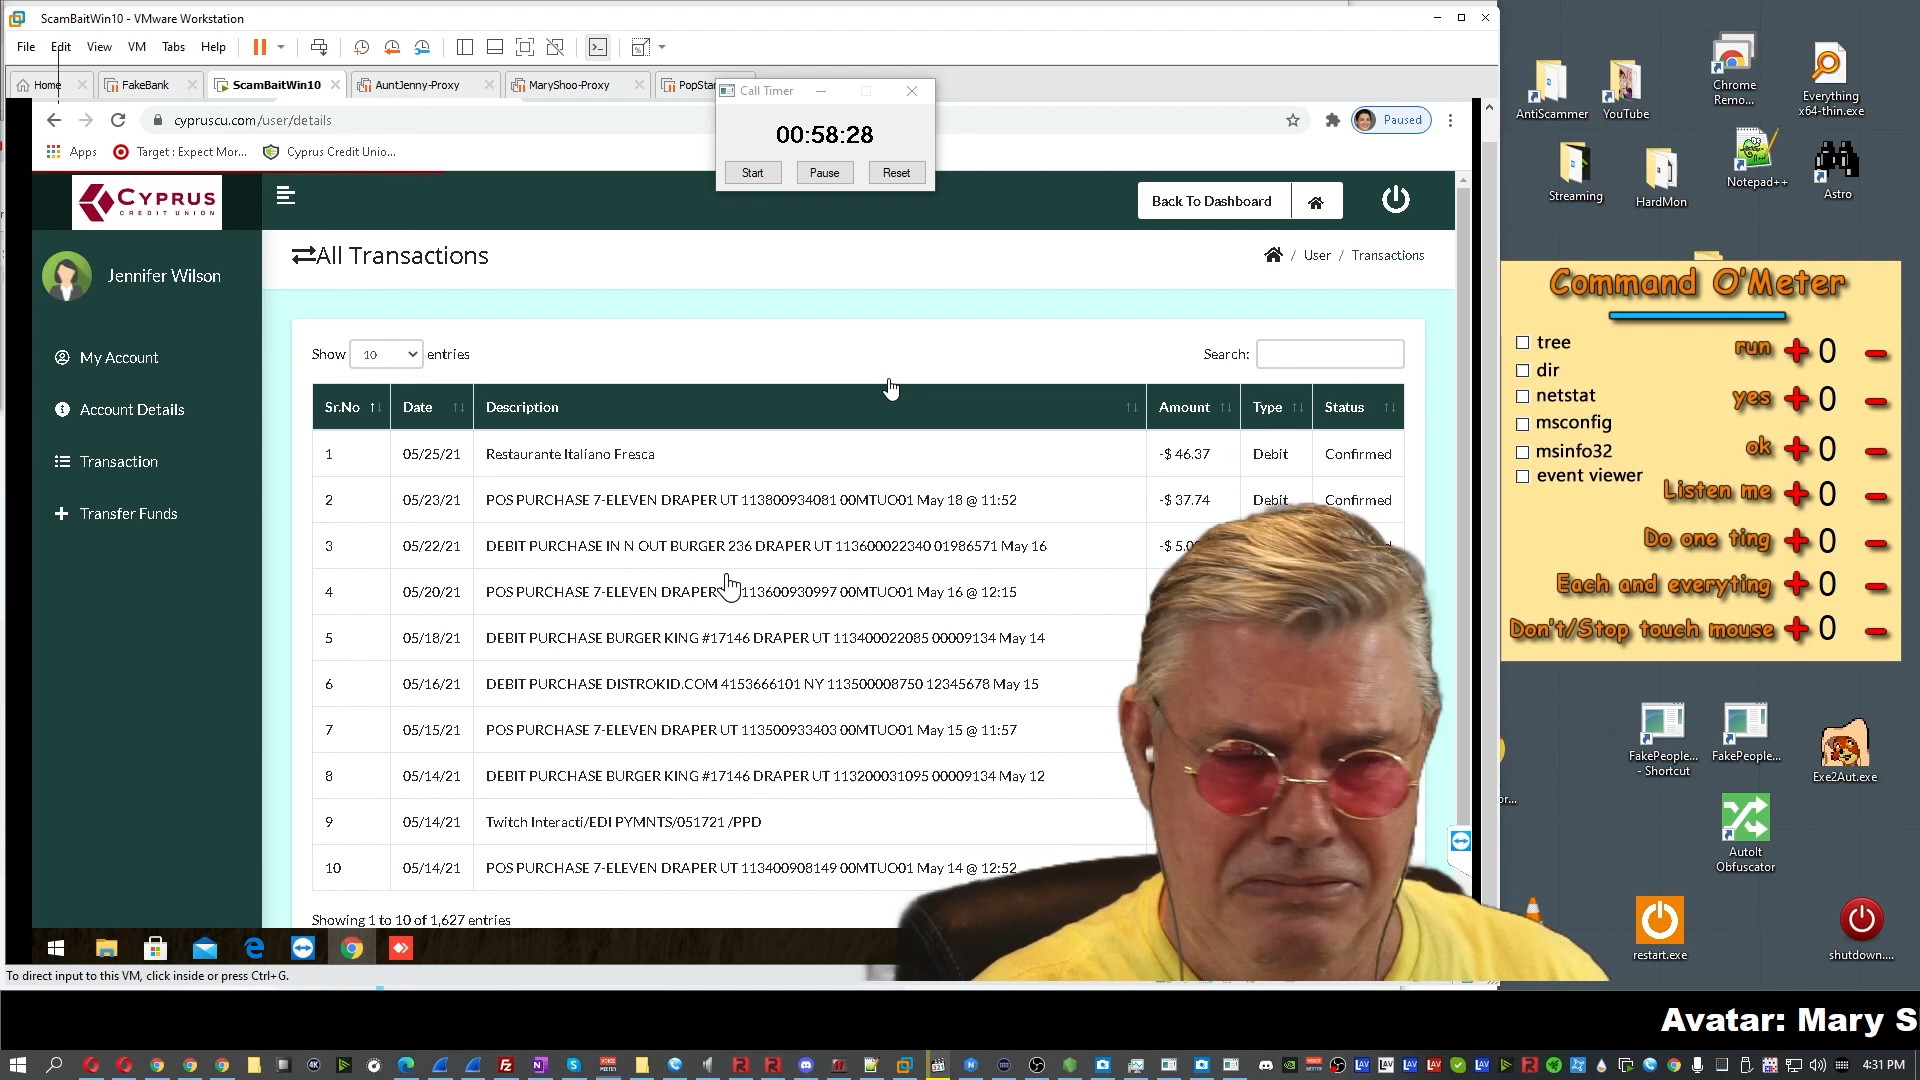 ScamBaitWin10 - VMware Workstation
File Edit View VM Tabs Help
Home FakeBank ScamBaitWin10 AuntJenny-Proxy MaryShoo-Proxy PopSta
Call Timer
00:58:28
Start Pause Reset
cypruscu.com/user/details
Paused
Apps Target : Expect Mor... Cyprus Credit Unio...
CYPRUS
CREDIT UNION
Back To Dashboard
Jennifer Wilson
All Transactions
/ User / Transactions
My Account
Account Details
Transaction
Transfer Funds
Show 10 entries
Search:
Sr.No Date Description Amount Type Status
1 05/25/21 Restaurante Italiano Fresca -$ 46.37 Debit Confirmed
2 05/23/21 POS PURCHASE 7-ELEVEN DRAPER UT 113800934081 00MTUO01 May 18 @ 11:52 -$ 37.74 Debit Confirmed
3 05/22/21 DEBIT PURCHASE IN N OUT BURGER 236 DRAPER UT 113600022340 01986571 May 16 -$ 5.0
4 05/20/21 POS PURCHASE 7-ELEVEN DRAPER 113600930997 00MTUO01 May 16 @ 12:15
5 05/18/21 DEBIT PURCHASE BURGER KING #17146 DRAPER UT 113400022085 00009134 May 14
6 05/16/21 DEBIT PURCHASE DISTROKID.COM 4153666101 NY 113500008750 12345678 May 15
7 05/15/21 POS PURCHASE 7-ELEVEN DRAPER UT 113500933403 00MTUO01 May 15 @ 11:57
8 05/14/21 DEBIT PURCHASE BURGER KING #17146 DRAPER UT 113200031095 00009134 May 12
9 05/14/21 Twitch Interacti/EDI PYMNTS/051721 /PPD
10 05/14/21 POS PURCHASE 7-ELEVEN DRAPER UT 113400908149 00MTUO01 May 14 @ 12:52
Showing 1 to 10 of 1,627 entries
To direct input to this VM, click inside or press Ctrl+G.
AntiScammer
YouTube
Chrome
Remo...
Everything
x64-thin.exe
Streaming
HardMon
Notepad++
Astro
Command O'Meter
tree
dir
netstat
msconfig
msinfo32
event viewer
run + 0 -
yes + 0 -
ok + 0 -
Listen me + 0 -
Do one ting + 0 -
Each and everyting + 0 -
Don't/Stop touch mouse + 0 -
FakePeople...
- Shortcut
FakePeople...
Exe2Aut.exe
or...
AutoIt
Obfuscator
restart.exe
shutdown....
Avatar: Mary S
4:31 PM